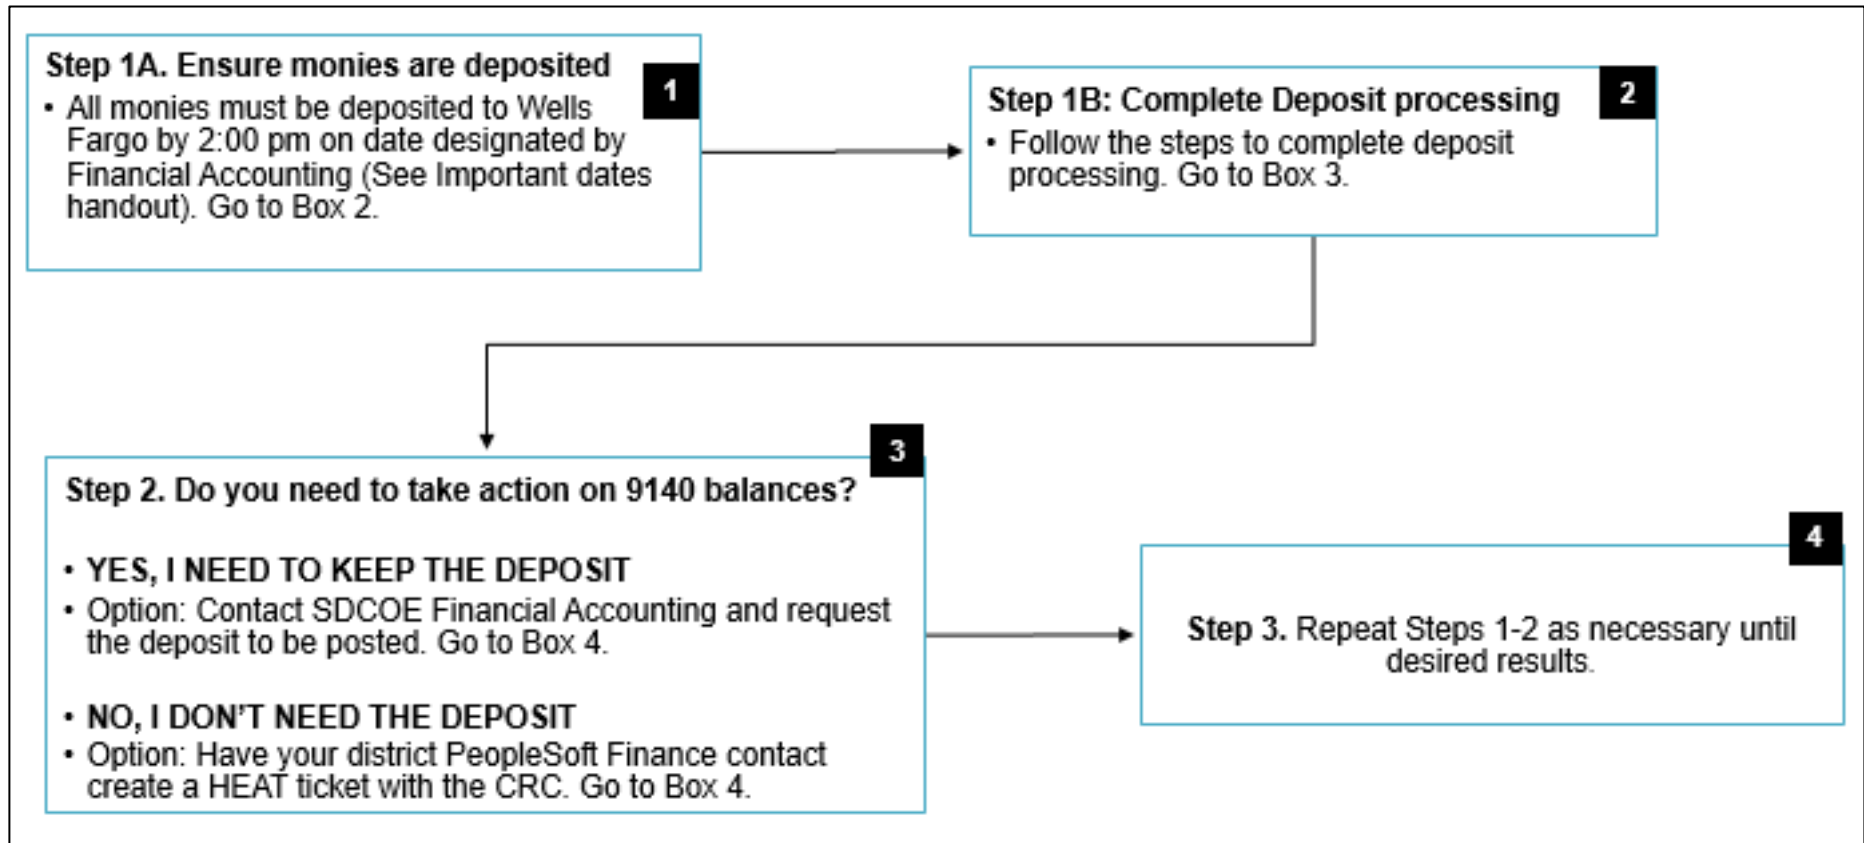 Step 1A. Ensure monies are deposited
1
• All monies must be deposited to Wells
Fargo by 2:00 pm on date designated by
Financial Accounting (See Important dates
handout). Go to Box 2.
Step 1B: Complete Deposit processing
2
• Follow the steps to complete deposit
processing. Go to Box 3.
3
Step 2. Do you need to take action on 9140 balances?
• YES, I NEED TO KEEP THE DEPOSIT
• Option: Contact SDCOE Financial Accounting and request
the deposit to be posted. Go to Box 4.
• NO, I DON'T NEED THE DEPOSIT
• Option: Have your district PeopleSoft Finance contact
create a HEAT ticket with the CRC. Go to Box 4.
4
Step 3. Repeat Steps 1-2 as necessary until
desired results.